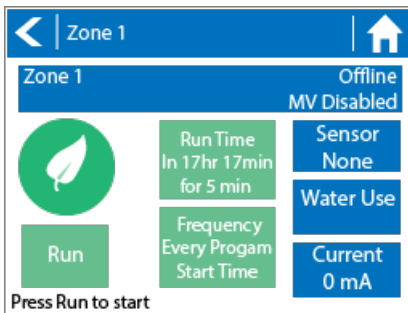 Zone 1
Zone 1
Offline
MV Disabled
Run Time
In 17hr 17min
for 5 min
Sensor
None
Water Use
Frequency
Every Progam
Start Time
Run
Current
0 mA
Press Run to start